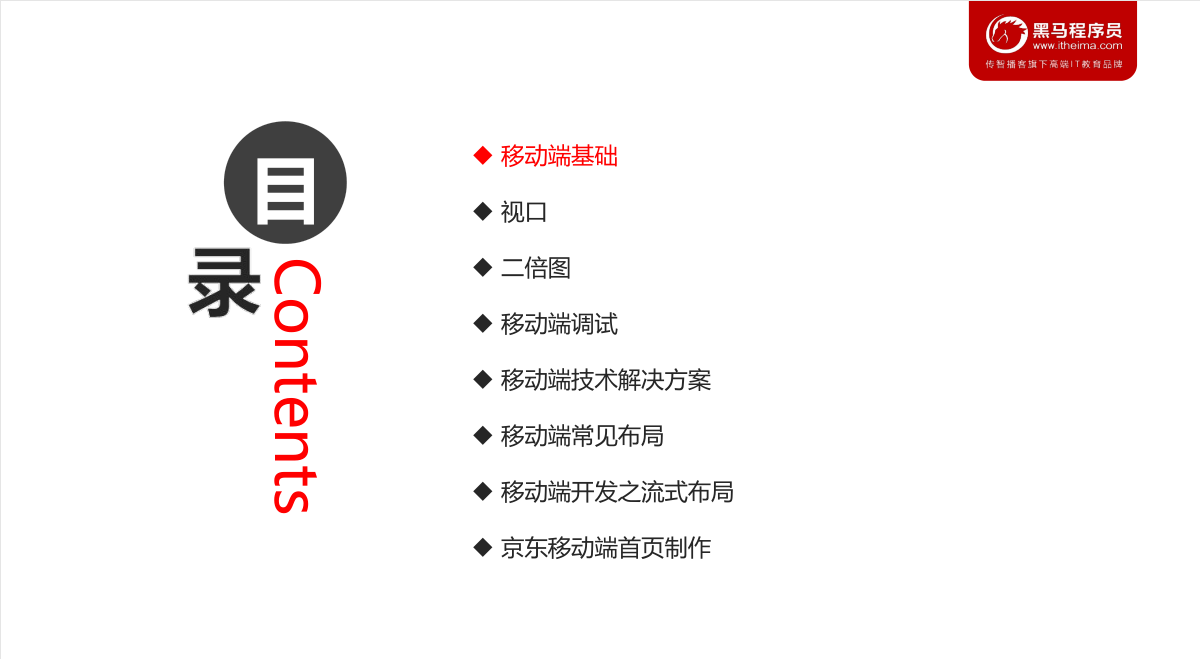 黑马程序员
www.itheima.com
传智播客旗下高端IT教育品牌
目录
Contents
移动端基础
视口
二倍图
移动端调试
移动端技术解决方案
移动端常见布局
移动端开发之流式布局
京东移动端首页制作